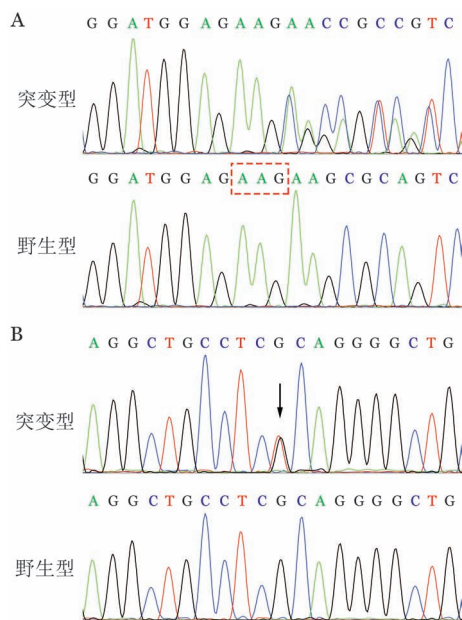 A
G G A T G G A G A A G A A C C G C C G T C
突变型
G G A T G G A G A A G A A G C G C A G T C
野生型
B
A G G C T G C C T C G C A G G G G C T G
突变型
A G G C T G C C T C G C A G G G G C T G
野生型